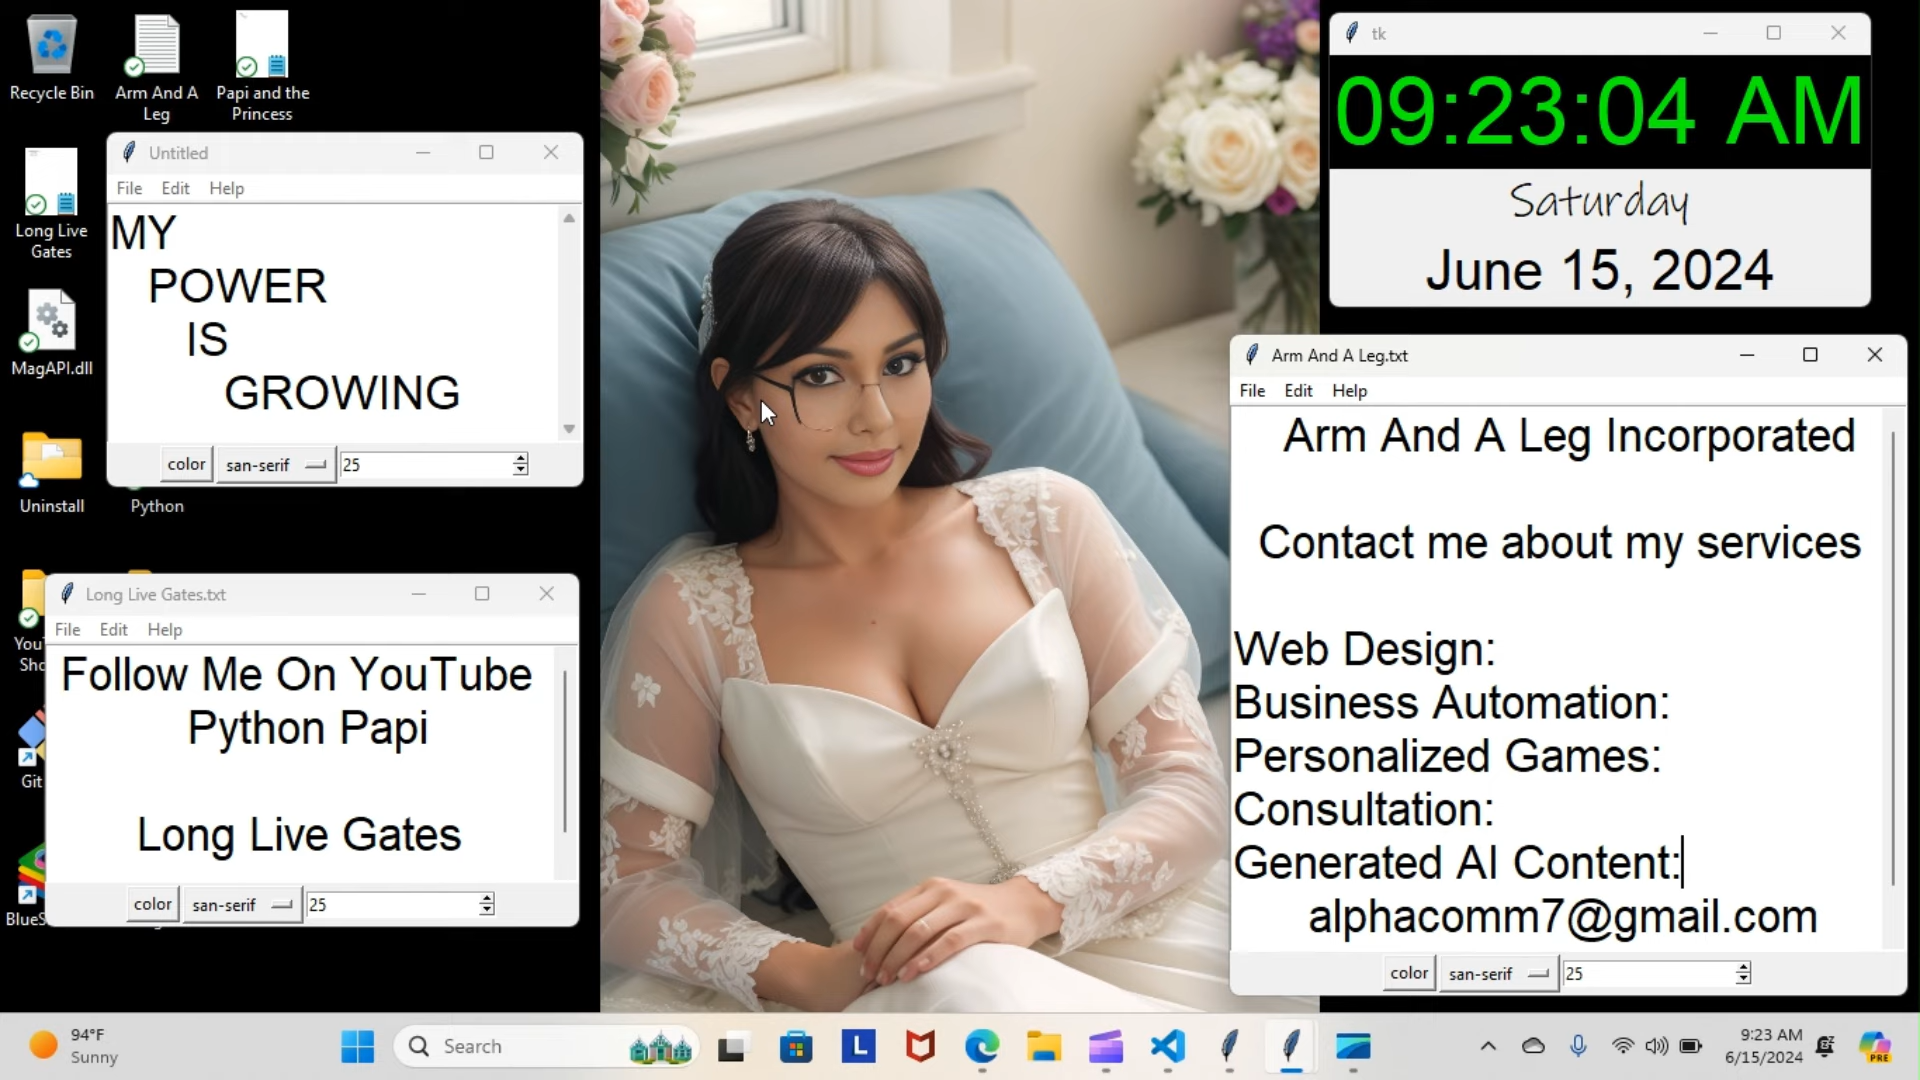 Recycle Bin
Arm And A
Leg
Papi and the
Princess
Long Live
Gates
MagAPI.dll
Uninstall
Python
You
Sho
Git
BlueS
Untitled
File Edit Help
MY
POWER
IS
GROWING
color san-serif 25
Long Live Gates.txt
File Edit Help
Follow Me On YouTube
Python Papi
Long Live Gates
color san-serif 25
tk
09:23:04 AM
Saturday
June 15, 2024
Arm And A Leg.txt
File Edit Help
Arm And A Leg Incorporated
Contact me about my services
Web Design:
Business Automation:
Personalized Games:
Consultation:
Generated AI Content:
alphacomm7@gmail.com
color san-serif 25
94°F
Sunny
Search
L
PRE
9:23 AM
6/15/2024